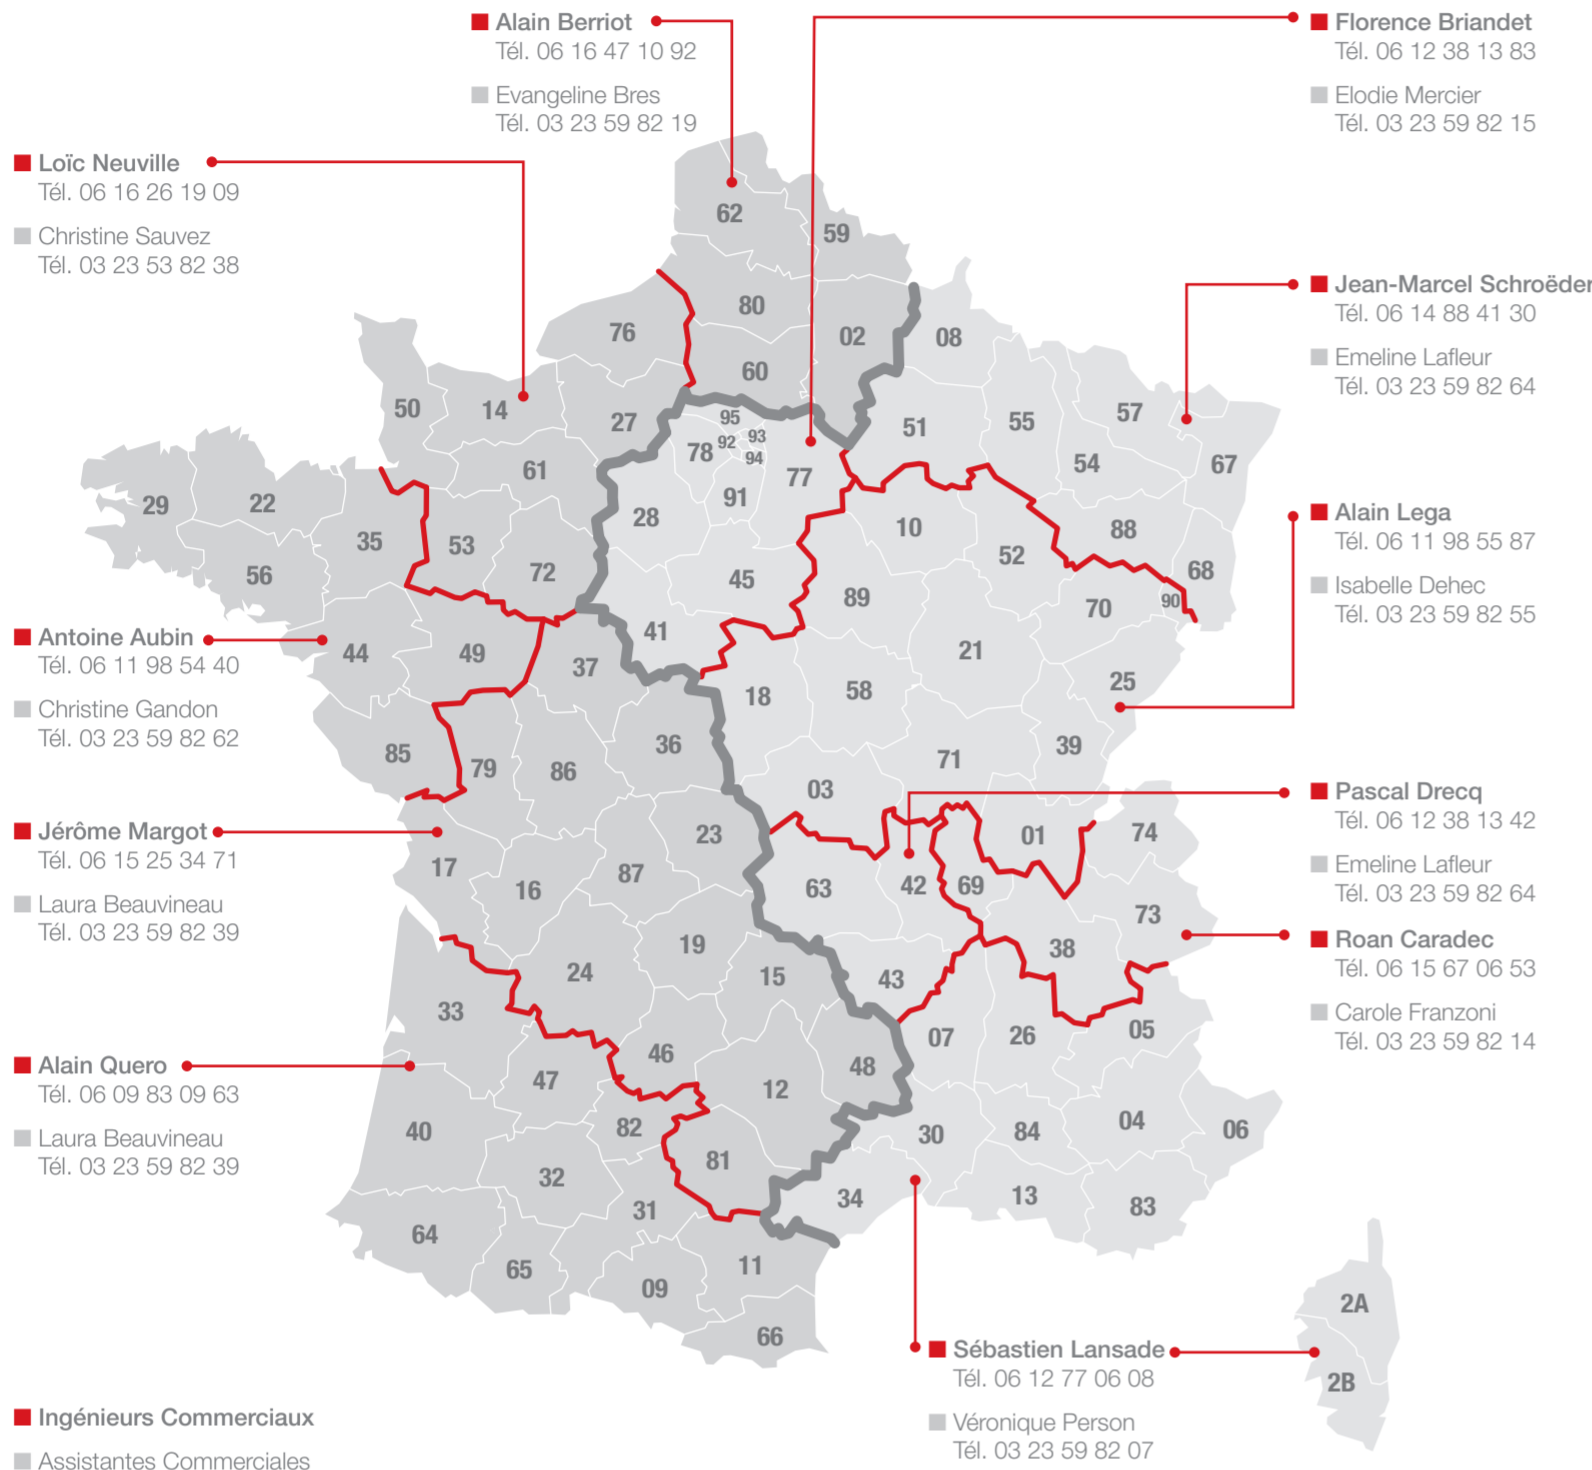 Alain Berriot
Tél. 06 16 47 10 92
Evangeline Bres
Tél. 03 23 59 82 19
Florence Briandet
Tél. 06 12 38 13 83
Elodie Mercier
Tél. 03 23 59 82 15
Loïc Neuville
Tél. 06 16 26 19 09
Christine Sauvez
Tél. 03 23 53 82 38
Jean-Marcel Schroëder
Tél. 06 14 88 41 30
Emeline Lafleur
Tél. 03 23 59 82 64
Alain Lega
Tél. 06 11 98 55 87
Isabelle Dehec
Tél. 03 23 59 82 55
Antoine Aubin
Tél. 06 11 98 54 40
Christine Gandon
Tél. 03 23 59 82 62
Pascal Drecq
Tél. 06 12 38 13 42
Emeline Lafleur
Tél. 03 23 59 82 64
Jérôme Margot
Tél. 06 15 25 34 71
Laura Beauvineau
Tél. 03 23 59 82 39
Roan Caradec
Tél. 06 15 67 06 53
Carole Franzoni
Tél. 03 23 59 82 14
Alain Quero
Tél. 06 09 83 09 63
Laura Beauvineau
Tél. 03 23 59 82 39
Sébastien Lansade
Tél. 06 12 77 06 08
Véronique Person
Tél. 03 23 59 82 07
Ingénieurs Commerciaux
Assistantes Commerciales
62
59
80
76
02
08
60
50
14
27
95
51
55
57
78
92
93
94
77
54
67
61
29
22
91
28
35
53
10
88
56
72
45
52
68
89
70
90
41
21
44
49
37
18
58
25
85
79
86
36
71
39
03
23
01
74
17
16
87
63
42
69
73
24
19
15
43
38
33
46
48
07
26
05
47
12
40
82
30
84
04
06
81
32
34
13
83
31
64
65
09
11
66
2A
2B